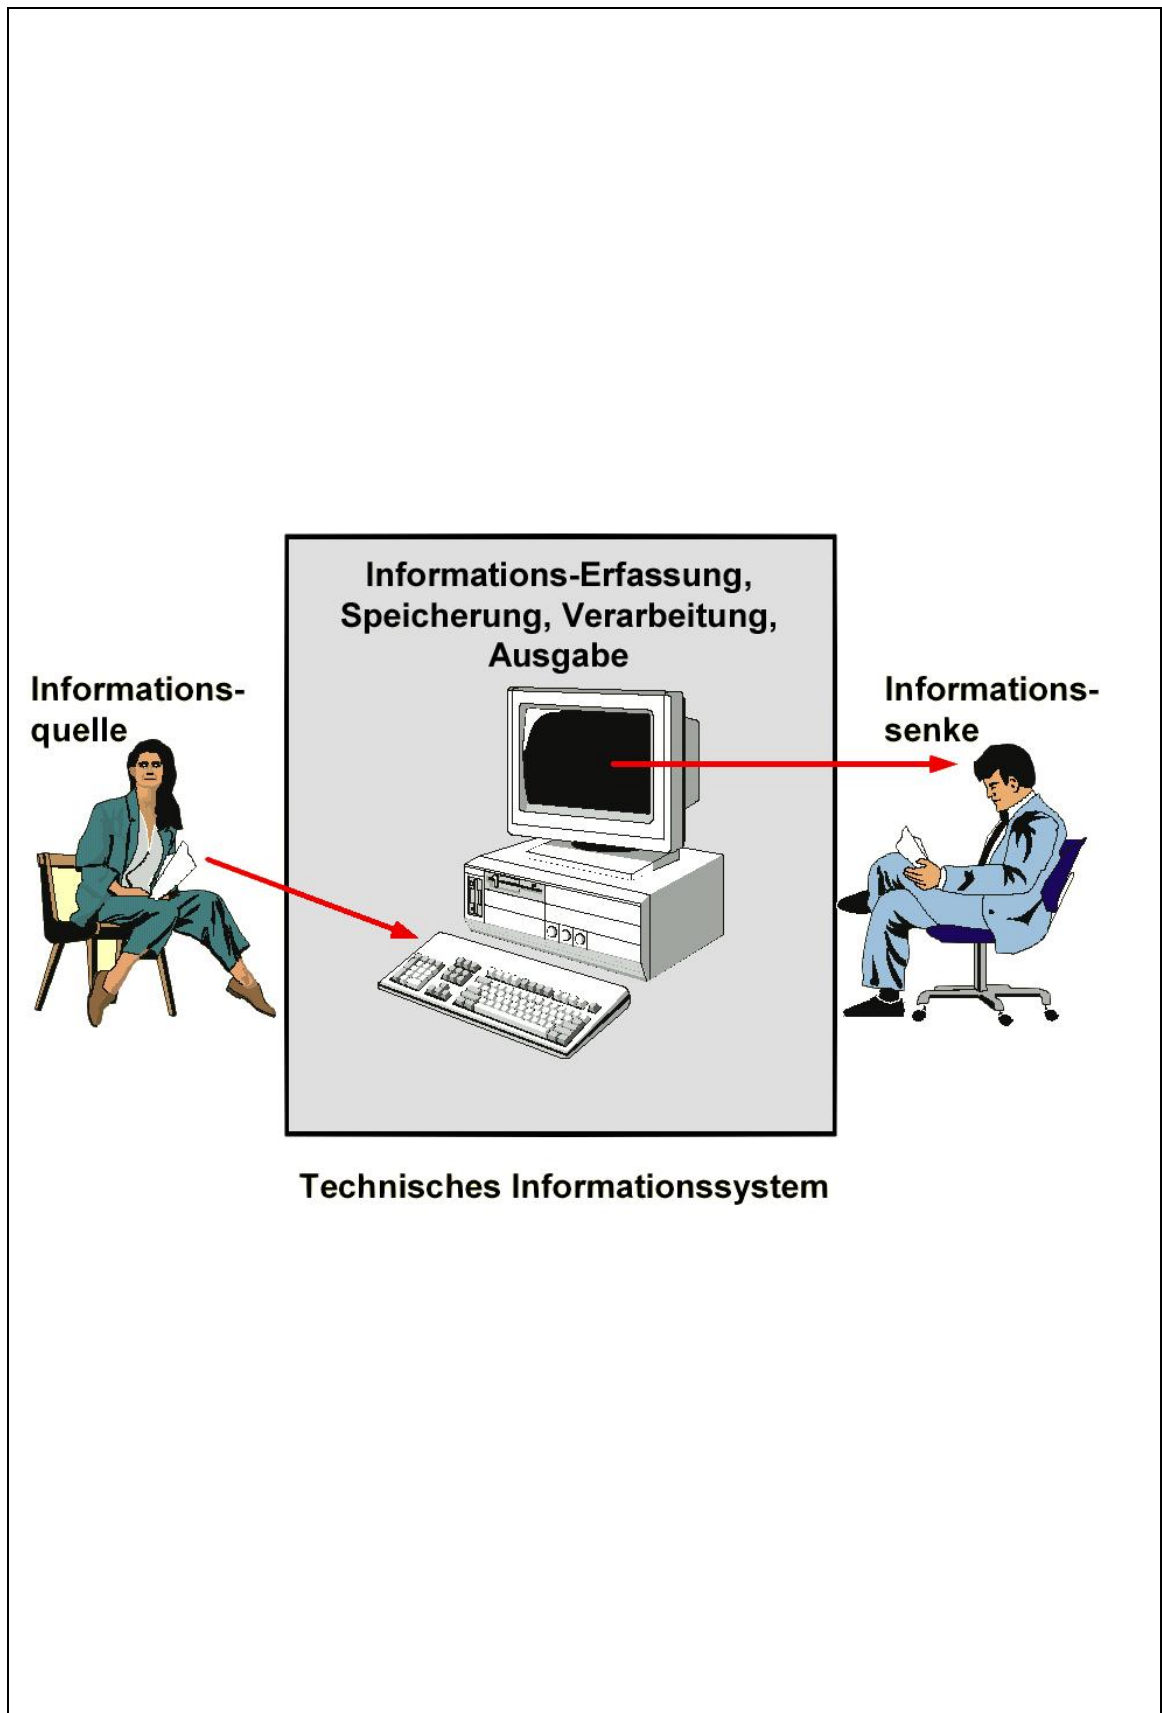 Informations-Erfassung,
Speicherung, Verarbeitung,
Ausgabe
Informations-
quelle
Informations-
senke
Technisches Informationssystem